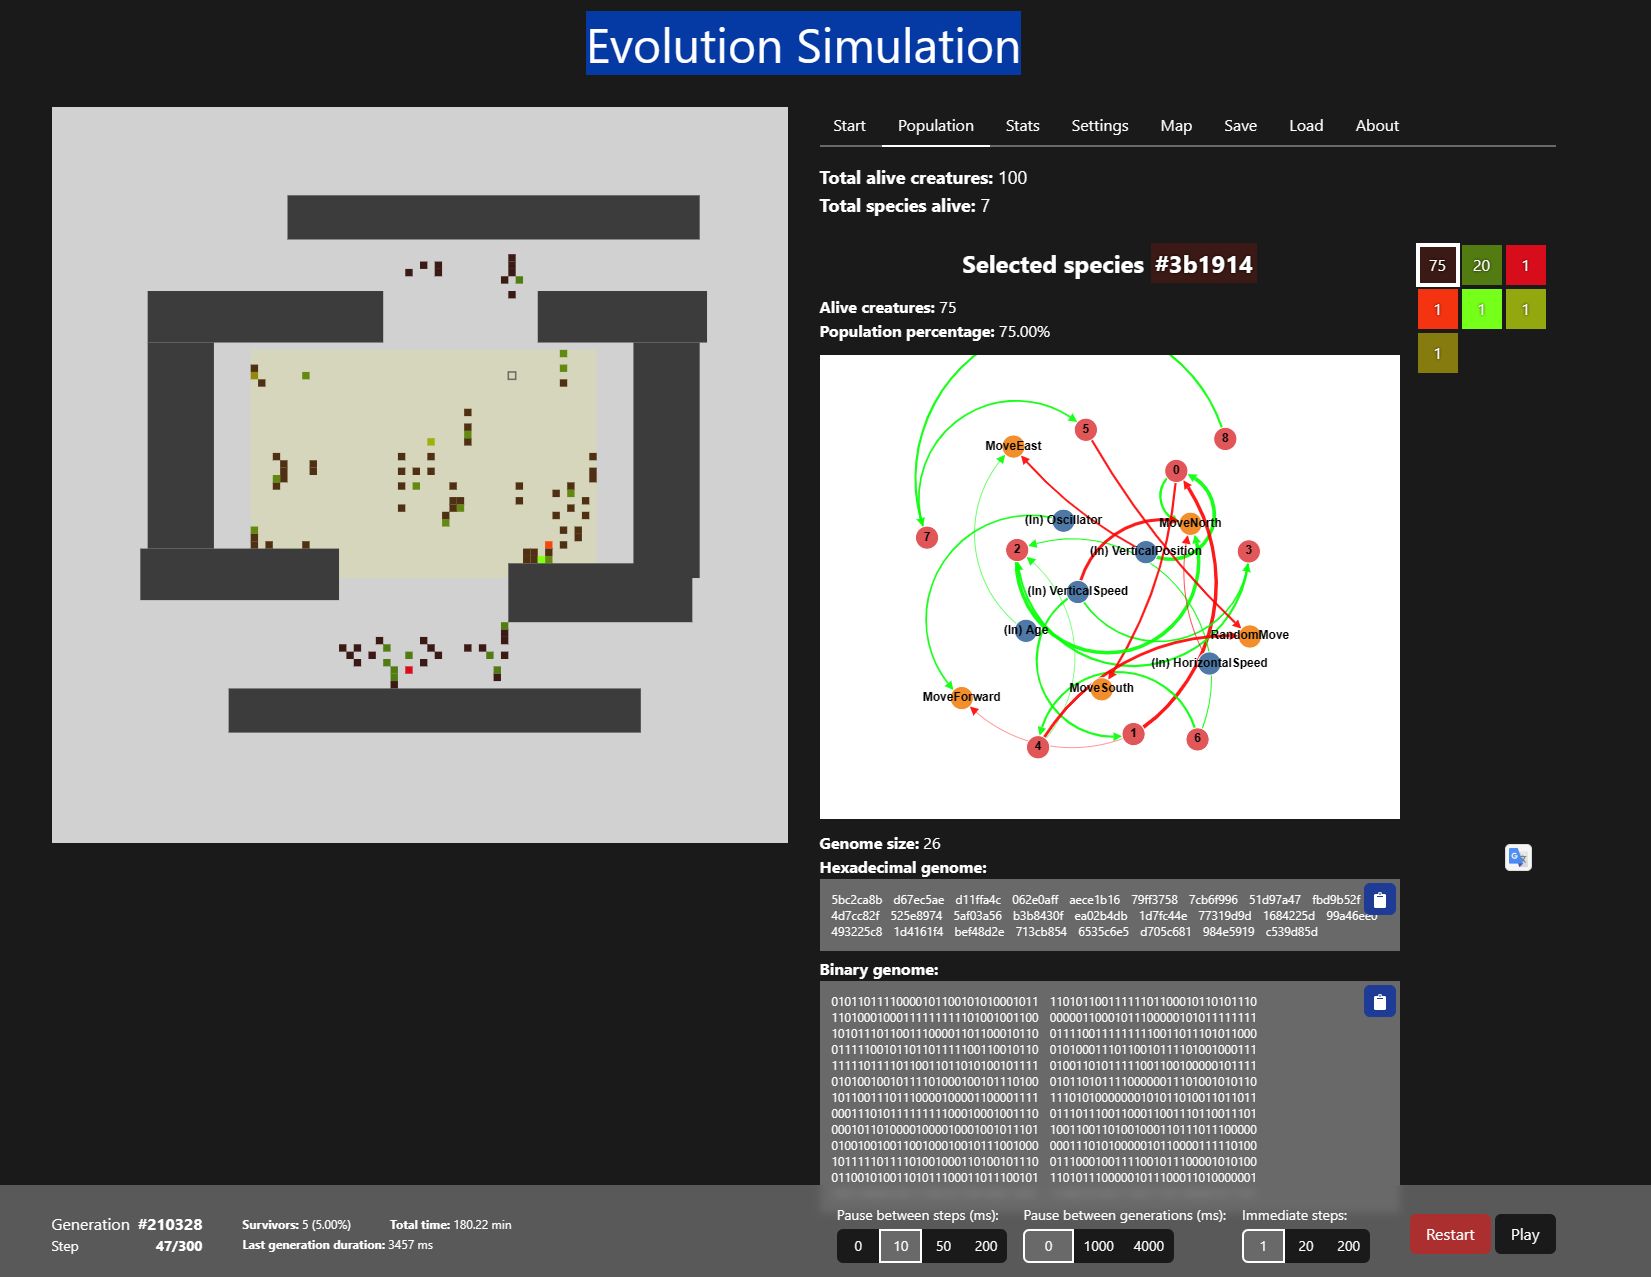 Evolution Simulation
Start Population Stats Settings Map Save Load About
Total alive creatures: 100
Total species alive: 7
Selected species #3b1914
75 20 1
1 1 1
1
Alive creatures: 75
Population percentage: 75.00%
5
8
MoveEast
0
(In) Oscillator
MoveNorth
7
2
(In) VerticalPosition
3
(In) VerticalSpeed
(In) Age
RandomMove
(In) HorizontalSpeed
MoveForward
MoveSouth
4
1
6
Genome size: 26
Hexadecimal genome:
5bc2ca8b d67ec5ae d11ffa4c 062e0aff aece1b16 79ff3758 7cb6f996 51d97a47 fbd9b52f
4d7cc82f 525e8974 5af03a56 b3b8430f ea02b4db 1d7fc44e 77319d9d 1684225d 99a46ee0
493225c8 1d4161f4 bef48d2e 713cb854 6535c6e5 d705c681 984e5919 c539d85d
Binary genome:
01011011110000101100101010001011 11010110011111101100010110101110
11010001000111111111101001001100 00000110001011100000101011111111
10101110110011100001101100010110 01111001111111110011011101011000
01111100101101101111100110010110 01010001110110010111101001000111
11111011110110011011010100101111 01001101011111001100100000101111
01010010010111101000100101110100 01011010111100000011101001010110
10110011101110000100001100001111 11101010000000101011010011011011
00011101011111111100010001001110 01110111001100011001110110011101
00010110100001000010001001011101 10011001101001000110111011100000
01001001001100100010010111001000 00011101010000010110000111110100
10111110111101001000110100101110 01110001001111001011100001010100
01100101001101011100011011100101 11010111000001011100011010000001
Generation #210328
Step 47/300
Survivors: 5 (5.00%) Total time: 180.22 min
Last generation duration: 3457 ms
Pause between steps (ms): Pause between generations (ms): Immediate steps:
0 10 50 200 0 1000 4000 1 20 200
Restart Play